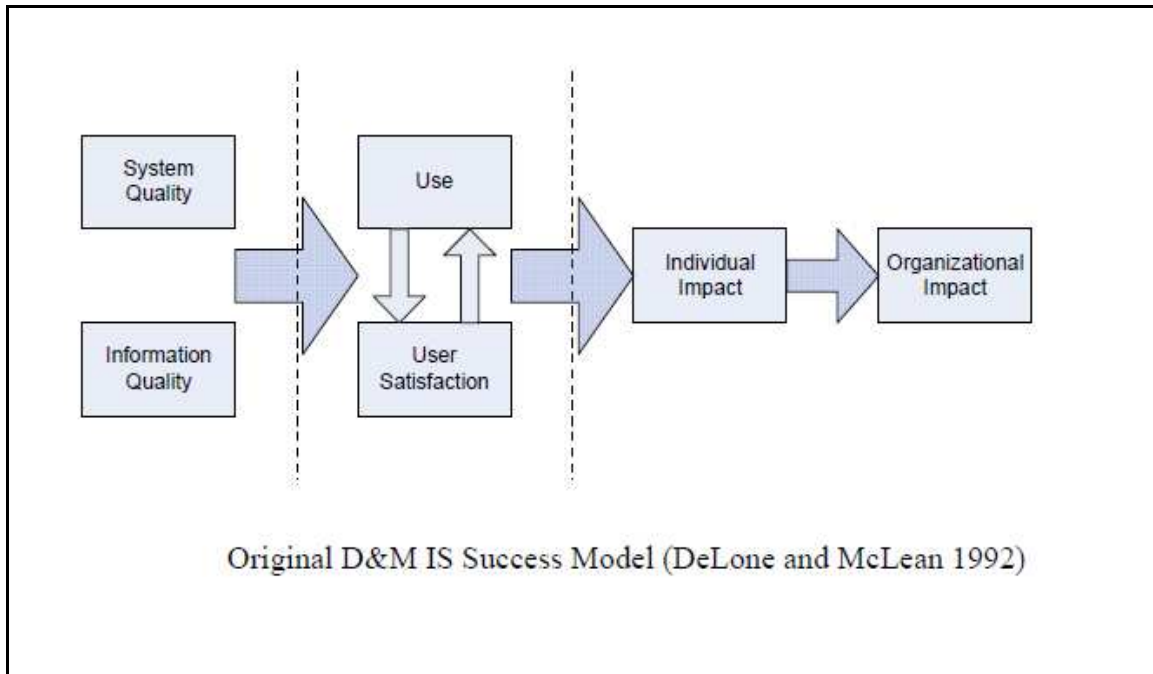 System
Quality
Use
Individual
Impact
Organizational
Impact
Information
Quality
User
Satisfaction
Original D&M IS Success Model (DeLone and McLean 1992)